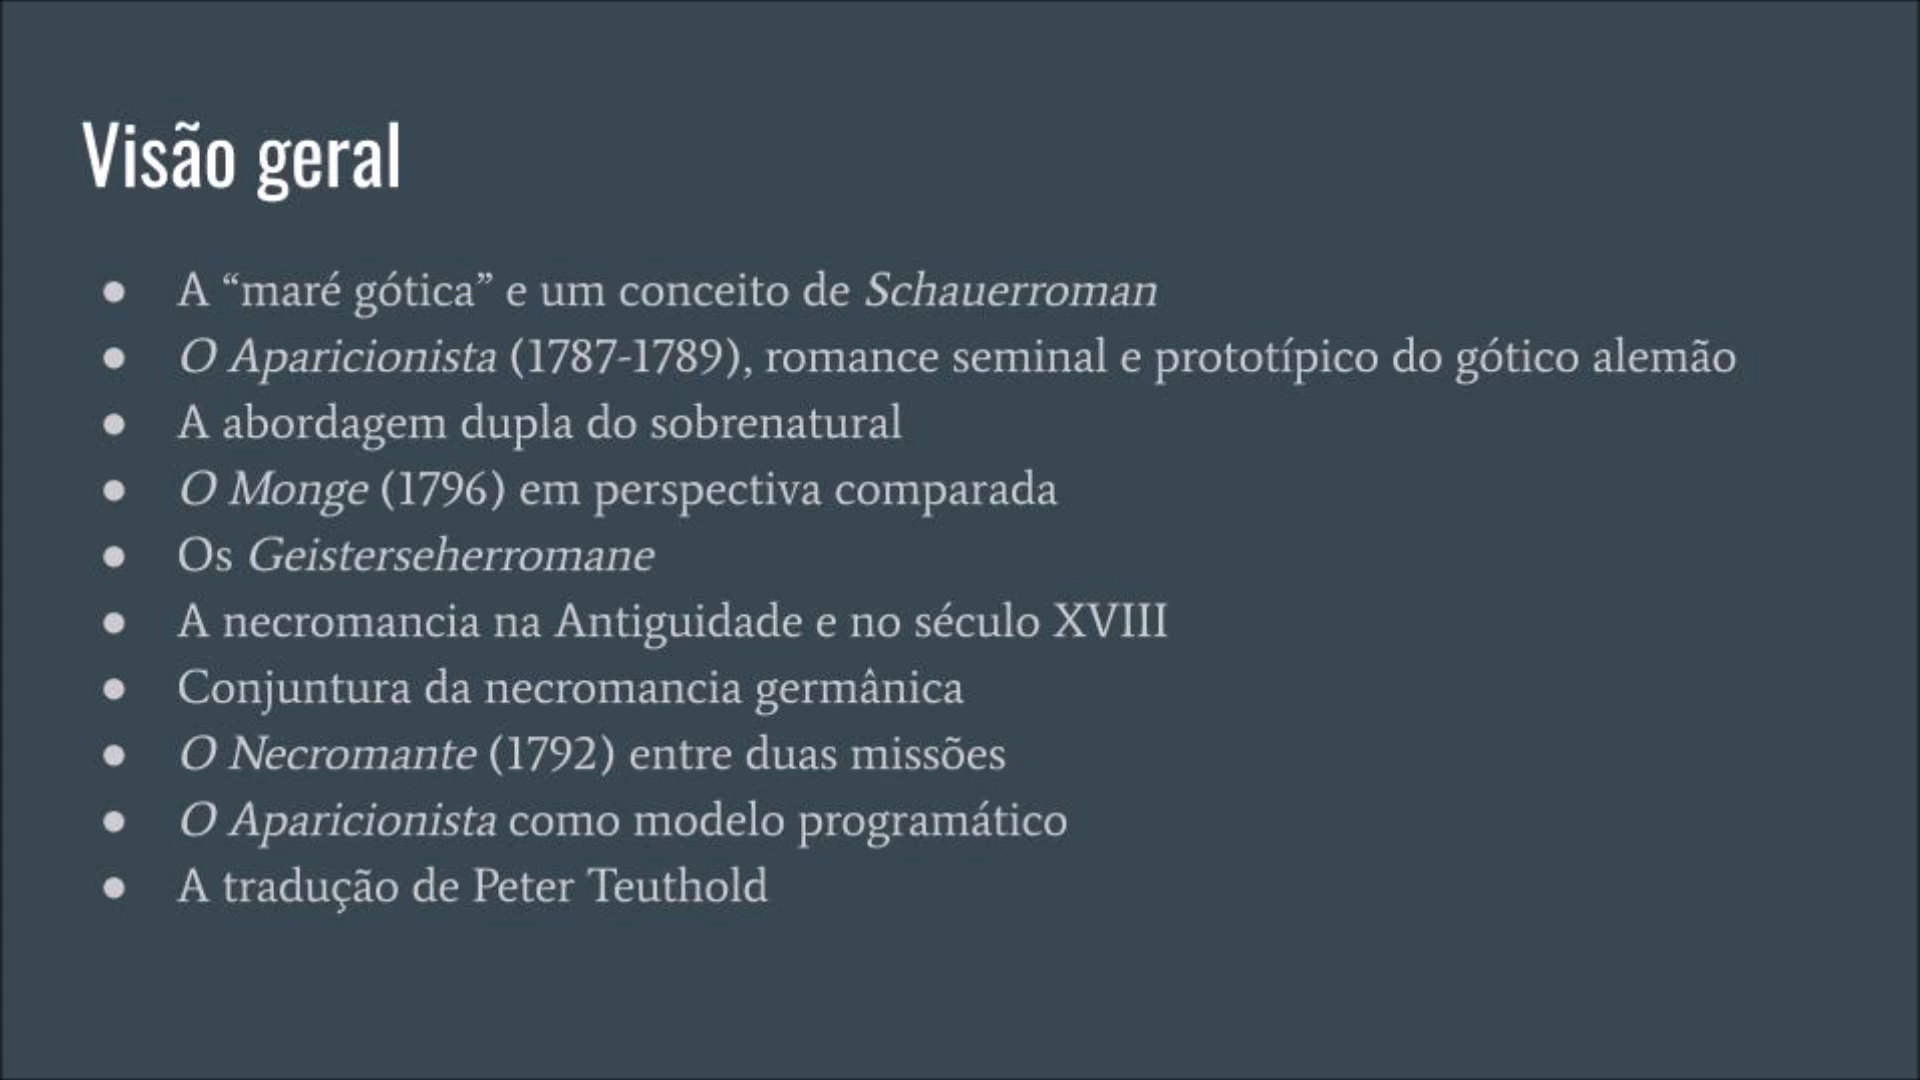 Visão geral
● A “maré gótica” e um conceito de Schauerroman
● O Aparicionista (1787-1789), romance seminal e prototípico do gótico alemão
● A abordagem dupla do sobrenatural
● O Monge (1796) em perspectiva comparada
● Os Geisterseherromane
● A necromancia na Antiguidade e no século XVIII
● Conjuntura da necromancia germânica
● O Necromante (1792) entre duas missões
● O Aparicionista como modelo programático
● A tradução de Peter Teuthold